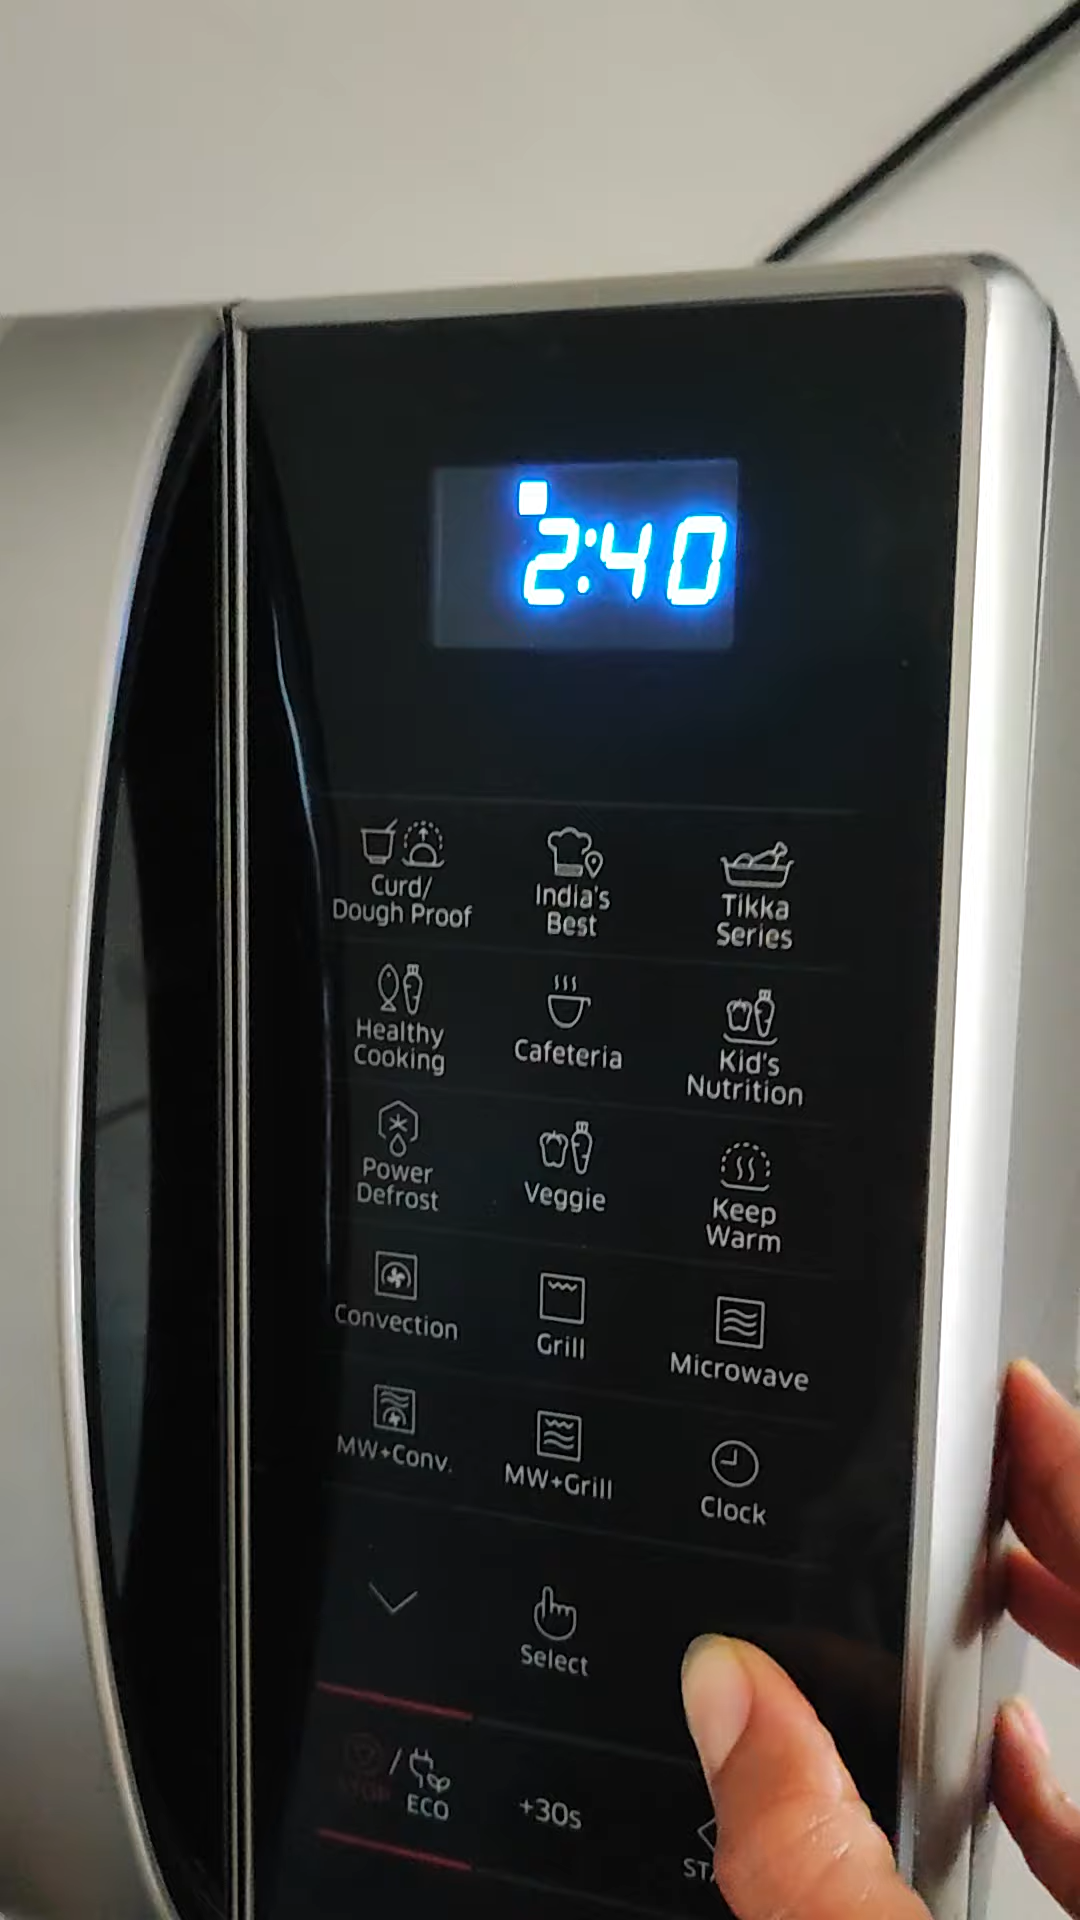 2:40
Curd/
Dough Proof
India's
Best
Tikka
Series
Healthy
Cooking
Cafeteria
Kid's
Nutrition
Power
Defrost
Veggie
Keep
Warm
Convection
Grill
Microwave
MW+Conv.
MW+Grill
Clock
Select
STOP
/
ECO
+30s